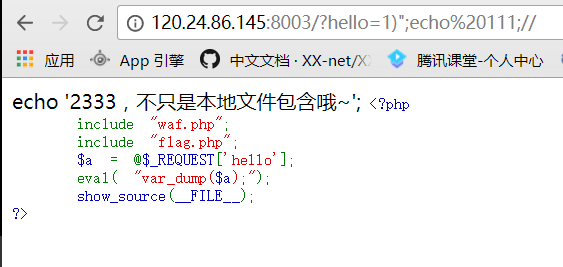 120.24.86.145:8003/?hello=1)";echo%20111;//
应用 App 引擎 中文文档 · XX-net/XX 腾讯课堂-个人中心
echo '2333，不只是本地文件包含哦~'; <?php
include "waf.php";
include "flag.php";
$a = @$_REQUEST['hello'];
eval( "var_dump($a);");
show_source(__FILE__);
?>